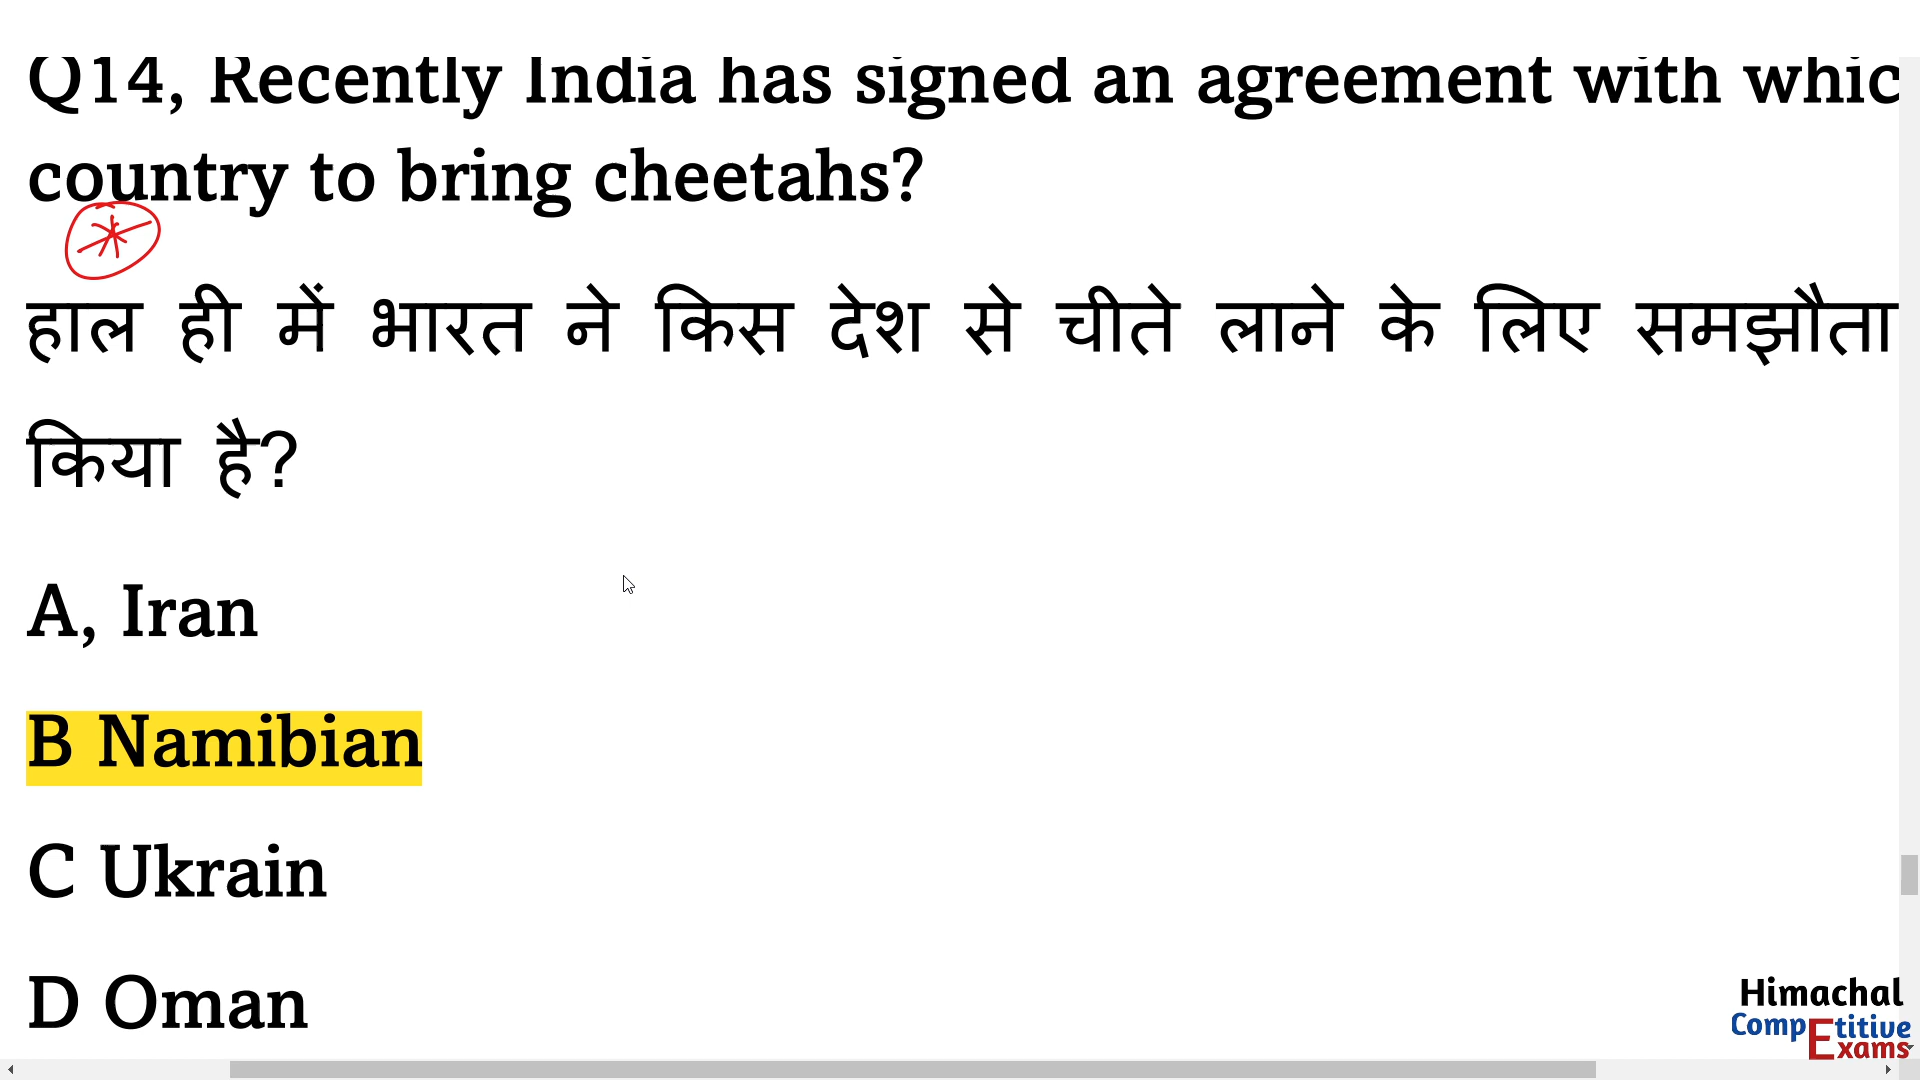 Q14, Recently India has signed an agreement with whic
country to bring cheetahs?
हाल ही में भारत ने किस देश से चीते लाने के लिए समझौता
किया है?
A, Iran
B Namibian
C Ukrain
D Oman
Himachal
CompEtitive
Exams